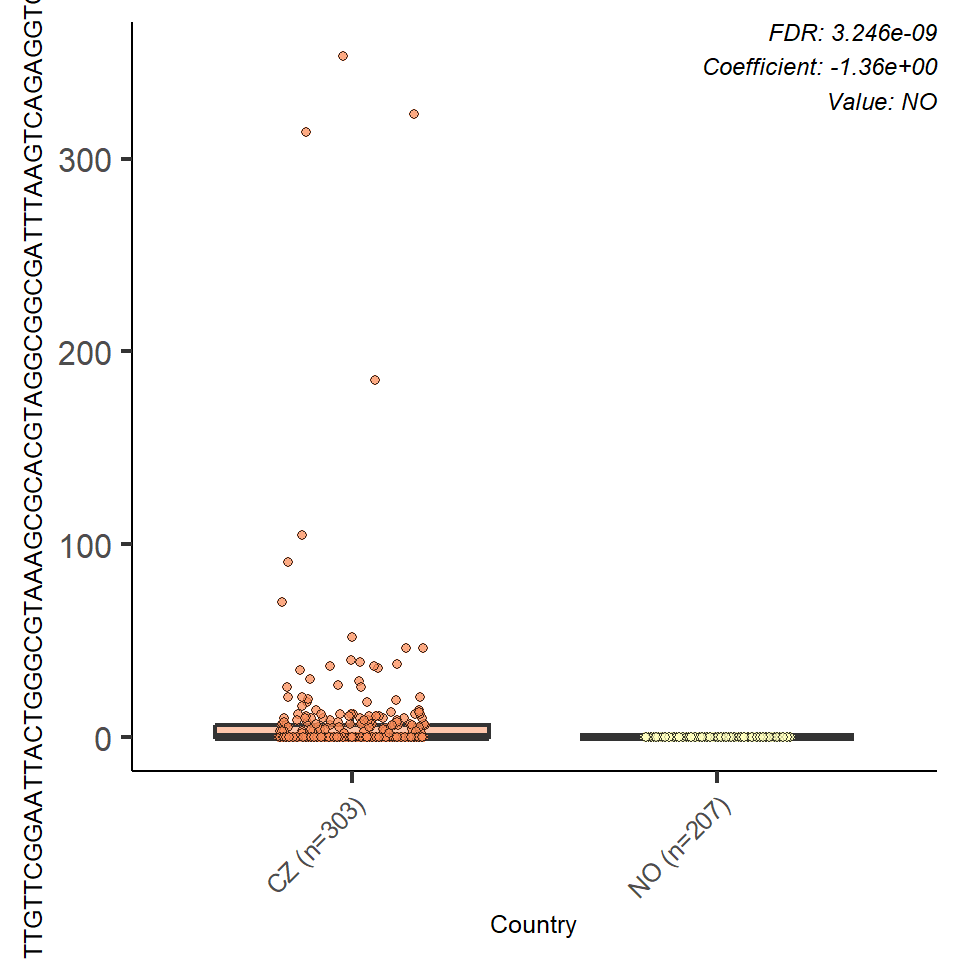 FDR: 3.246e-09
Coefficient: -1.36e+00
Value: NO
TTGTTCGGAATTACTGGGCGTAAAGCGCACGTAGGCGGCGATTTAAGTCAGAGGTG
300
200
100
0
CZ (n=303)
NO (n=207)
Country